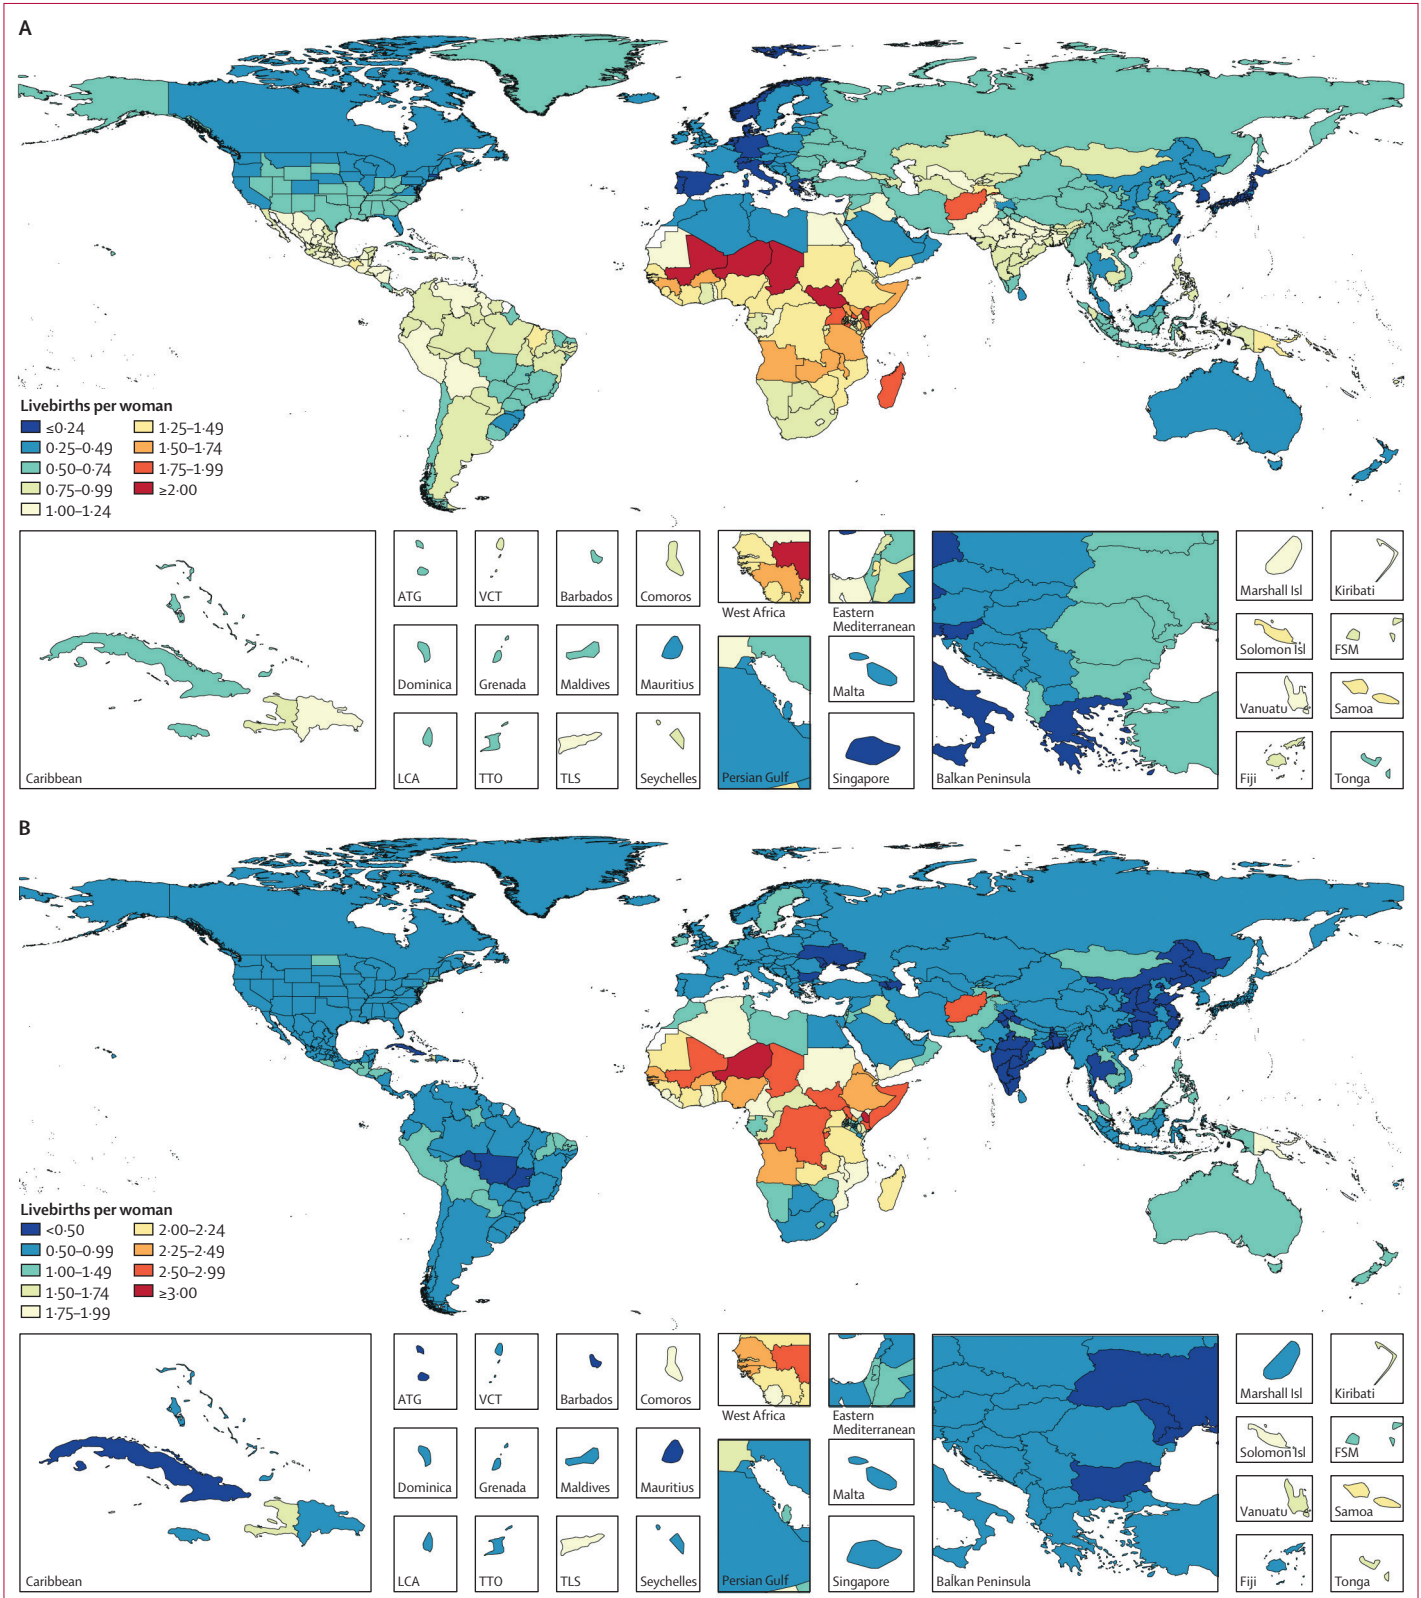 A
Livebirths per woman
≤0·24
0·25–0·49
0·50–0·74
0·75–0·99
1·00–1·24
1·25–1·49
1·50–1·74
1·75–1·99
≥2·00
Caribbean
ATG
VCT
Barbados
Comoros
West Africa
Eastern
Mediterranean
Dominica
Grenada
Maldives
Mauritius
Malta
LCA
TTO
TLS
Seychelles
Persian Gulf
Singapore
Balkan Peninsula
Marshall Isl
Kiribati
Solomon Isl
FSM
Vanuatu
Samoa
Fiji
Tonga
B
Livebirths per woman
<0·50
0·50–0·99
1·00–1·49
1·50–1·74
1·75–1·99
2·00–2·24
2·25–2·49
2·50–2·99
≥3·00
Caribbean
ATG
VCT
Barbados
Comoros
West Africa
Eastern
Mediterranean
Dominica
Grenada
Maldives
Mauritius
Malta
LCA
TTO
TLS
Seychelles
Persian Gulf
Singapore
Balkan Peninsula
Marshall Isl
Kiribati
Solomon Isl
FSM
Vanuatu
Samoa
Fiji
Tonga